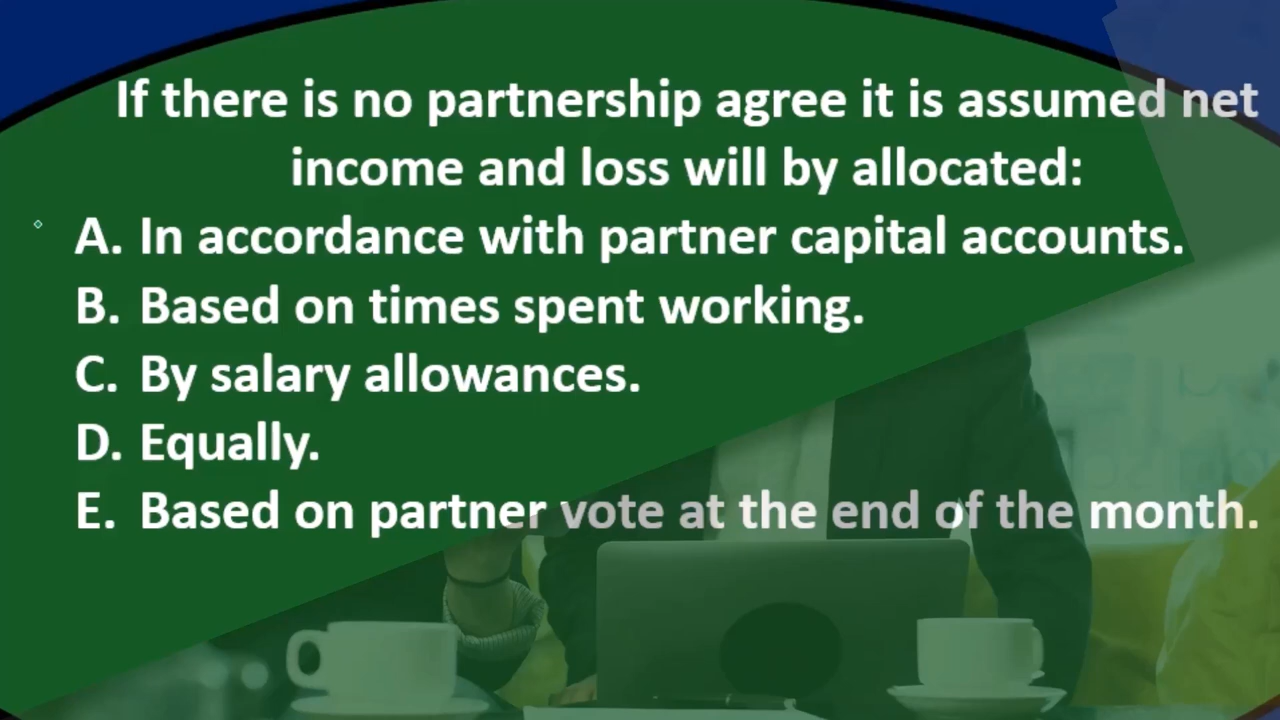 If there is no partnership agree it is assumed net
income and loss will by allocated:
A. In accordance with partner capital accounts.
B. Based on times spent working.
C. By salary allowances.
D. Equally.
E. Based on partner vote at the end of the month.